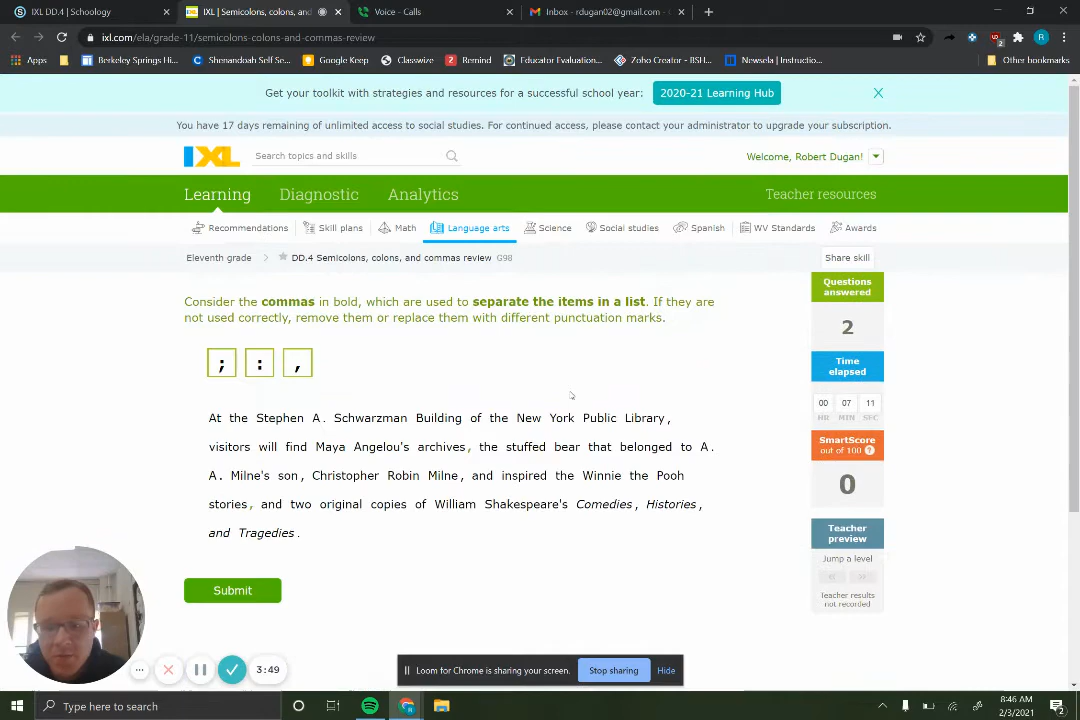 IXL DD.4 | Schoology
IXL | Semicolons, colons, and
Voice - Calls
Inbox - rdugan02@gmail.com -
ixl.com/ela/grade-11/semicolons-colons-and-commas-review
R
Apps
Berkeley Springs Hi...
Shenandoah Self Se...
Google Keep
Classwize
Remind
Educator Evaluation...
Zoho Creator - BSH...
Newsela | Instructio...
Other bookmarks
Get your toolkit with strategies and resources for a successful school year:
2020-21 Learning Hub
You have 17 days remaining of unlimited access to social studies. For continued access, please contact your administrator to upgrade your subscription.
IXL
Search topics and skills
Welcome, Robert Dugan!
Learning
Diagnostic
Analytics
Teacher resources
Recommendations
Skill plans
Math
Language arts
Science
Social studies
Spanish
WV Standards
Awards
Eleventh grade
DD.4 Semicolons, colons, and commas review G98
Share skill
Consider the commas in bold, which are used to separate the items in a list. If they are
not used correctly, remove them or replace them with different punctuation marks.
; : ,
At the Stephen A. Schwarzman Building of the New York Public Library,
visitors will find Maya Angelou's archives, the stuffed bear that belonged to A.
A. Milne's son, Christopher Robin Milne, and inspired the Winnie the Pooh
stories, and two original copies of William Shakespeare's Comedies, Histories,
and Tragedies.
Submit
Questions
answered
2
Time
elapsed
00 07 11
HR MIN SEC
SmartScore
out of 100 ?
0
Teacher
preview
Jump a level
Teacher results
not recorded
3:49
Loom for Chrome is sharing your screen.
Stop sharing
Hide
Type here to search
8:46 AM
2/3/2021
2